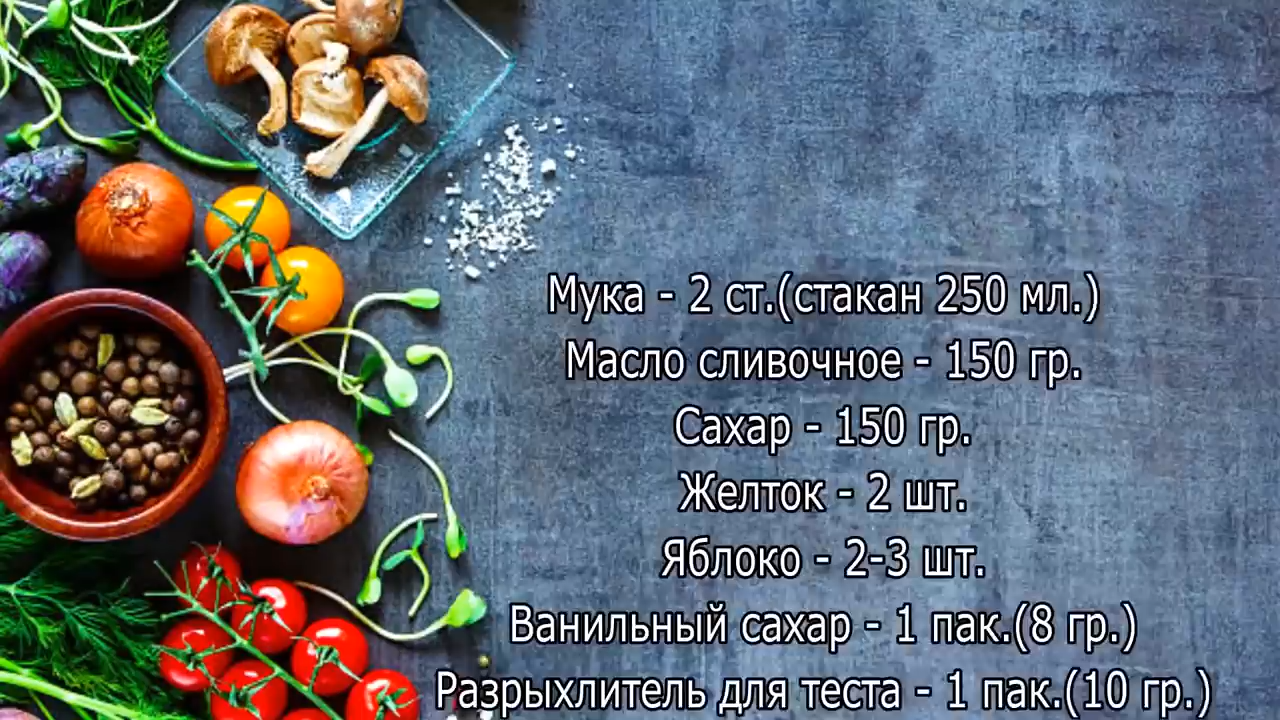 Мука - 2 ст.(стакан 250 мл.)
Масло сливочное - 150 гр.
Сахар - 150 гр.
Желток - 2 шт.
Яблоко - 2-3 шт.
Ванильный сахар - 1 пак.(8 гр.)
Разрыхлитель для теста - 1 пак.(10 гр.)